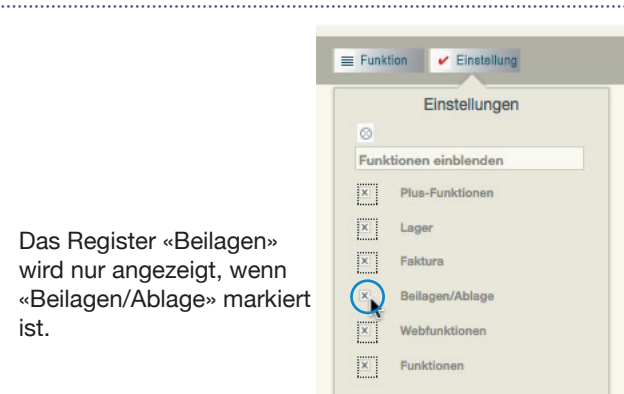 Funktion Einstellung
Einstellungen
Funktionen einblenden
x Plus-Funktionen
x Lager
x Faktura
x Beilagen/Ablage
x Webfunktionen
x Funktionen
Das Register «Beilagen»
wird nur angezeigt, wenn
«Beilagen/Ablage» markiert
ist.